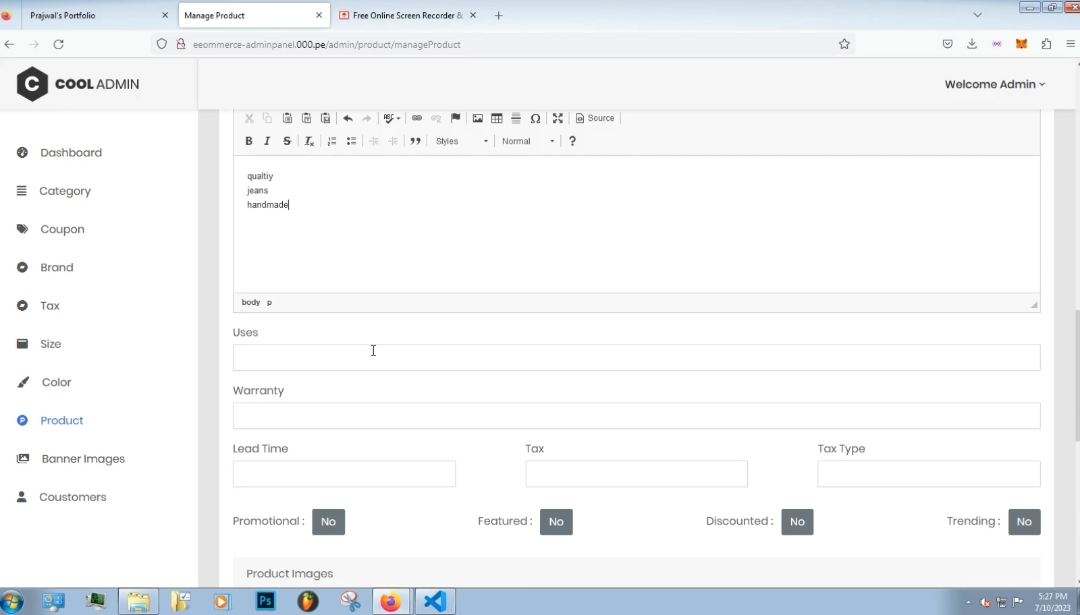 Prajwal's Portfolio
Manage Product
Free Online Screen Recorder &
eeommerce-adminpanel.000.pe/admin/product/manageProduct
COOL ADMIN
Welcome Admin
Source
Styles
Normal
Dashboard
Category
Coupon
Brand
Tax
Size
Color
Product
Banner Images
Coustomers
qualtiy
jeans
handmade
body p
Uses
Warranty
Lead Time
Tax
Tax Type
Promotional : No
Featured : No
Discounted : No
Trending : No
Product Images
5:27 PM
7/10/2023